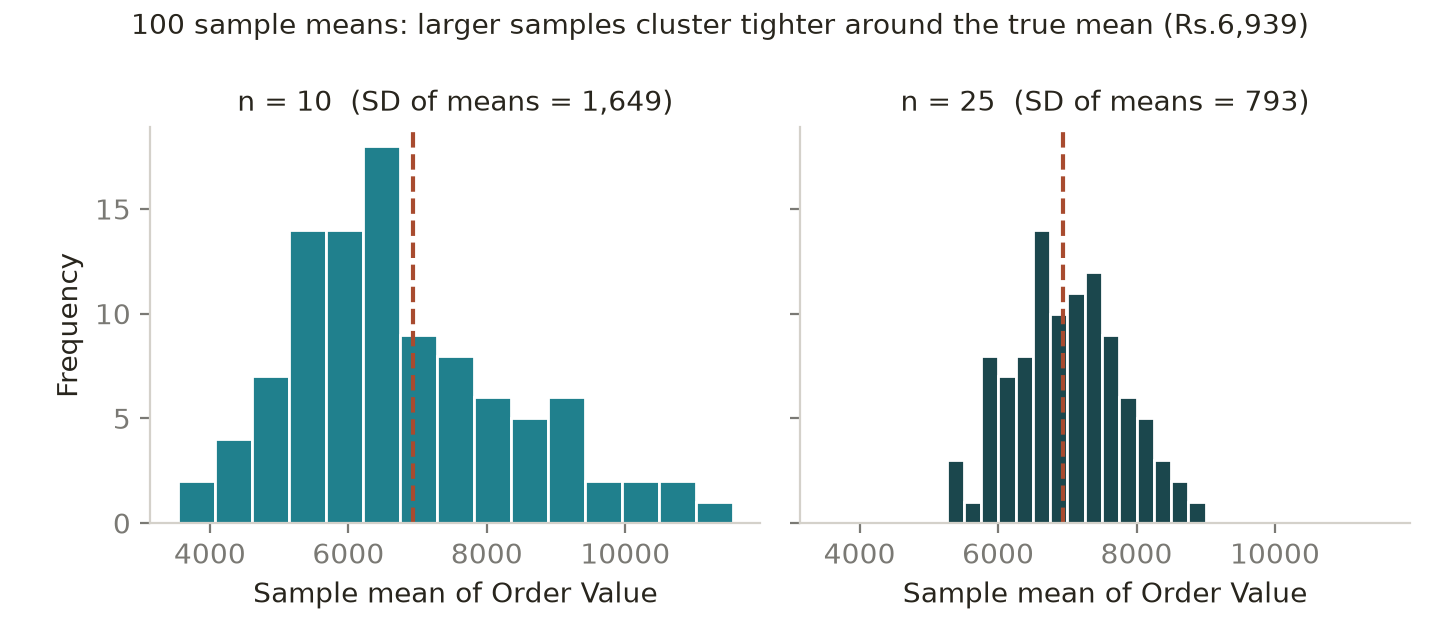 100 sample means: larger samples cluster tighter around the true mean (Rs.6,939)
n = 10  (SD of means = 1,649)
n = 25  (SD of means = 793)
Frequency
15
10
5
0
4000 6000 8000 10000
4000 6000 8000 10000
Sample mean of Order Value
Sample mean of Order Value